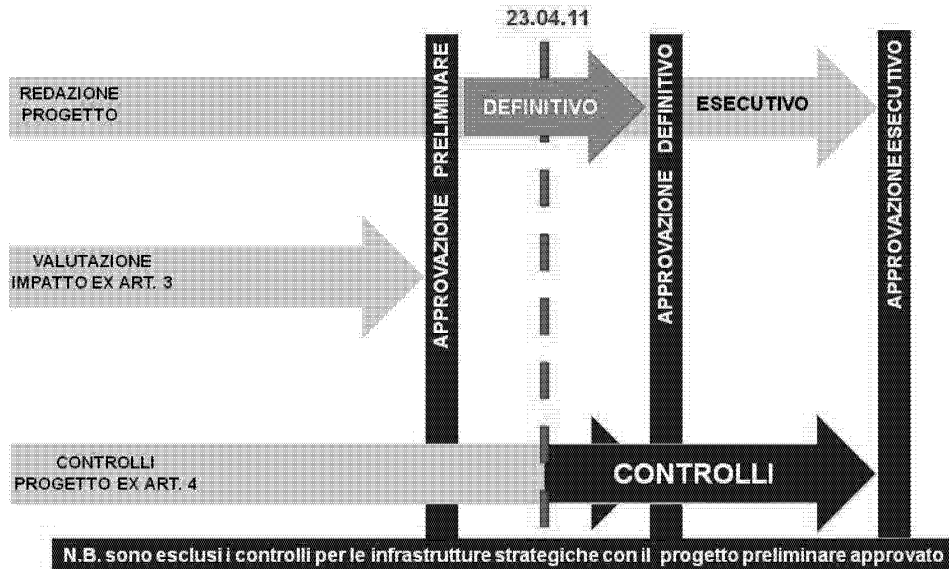 23.04.11
REDAZIONE
PROGETTO
DEFINITIVO
ESECUTIVO
APPROVAZIONE PRELIMINARE
APPROVAZIONE DEFINITIVO
APPROVAZIONE ESECUTIVO
VALUTAZIONE
IMPATTO EX ART. 3
CONTROLLI
PROGETTO EX ART. 4
CONTROLLI
N.B. sono esclusi i controlli per le infrastrutture strategiche con il progetto preliminare approvato